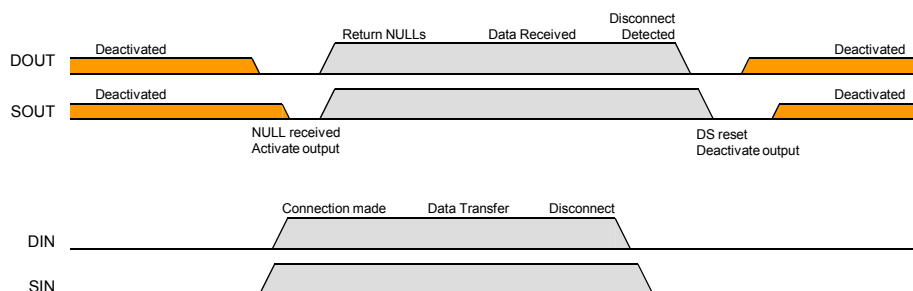 Disconnect
Return NULLs Data Received Detected
Deactivated Deactivated
DOUT
Deactivated Deactivated
SOUT
NULL received DS reset
Activate output Deactivate output
Connection made Data Transfer Disconnect
DIN
SIN